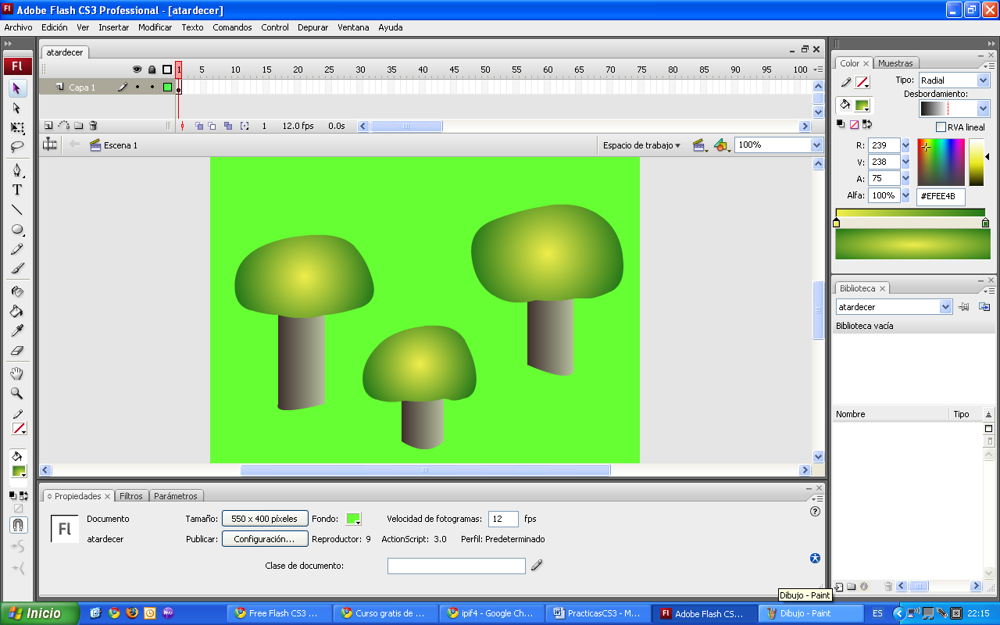 Adobe Flash CS3 Professional - [atardecer]
Archivo Edición Ver Insertar Modificar Texto Comandos Control Depurar Ventana Ayuda
Fl
atardecer
1 5 10 15 20 25 30 35 40 45 50 55 60 65 70 75 80 85 90 95 100
Capa 1
1 12.0 fps 0.0s
Escena 1
Espacio de trabajo
100%
Color
Muestras
Tipo: Radial
Desbordamiento:
RVA lineal
R: 239
V: 238
A: 75
Alfa: 100%
#EFEE4B
Biblioteca
atardecer
Biblioteca vacía
Nombre Tipo
Propiedades Filtros Parámetros
Fl
Documento
Tamaño: 550 x 400 píxeles Fondo:
Velocidad de fotogramas: 12 fps
atardecer
Publicar: Configuración... Reproductor: 9 ActionScript: 3.0 Perfil: Predeterminado
Clase de documento:
Dibujo - Paint
Inicio
Free Flash CS3 ...
Curso gratis de ...
ipif4 - Google Ch...
PracticasCS3 - M...
Adobe Flash CS...
Dibujo - Paint
ES
22:15